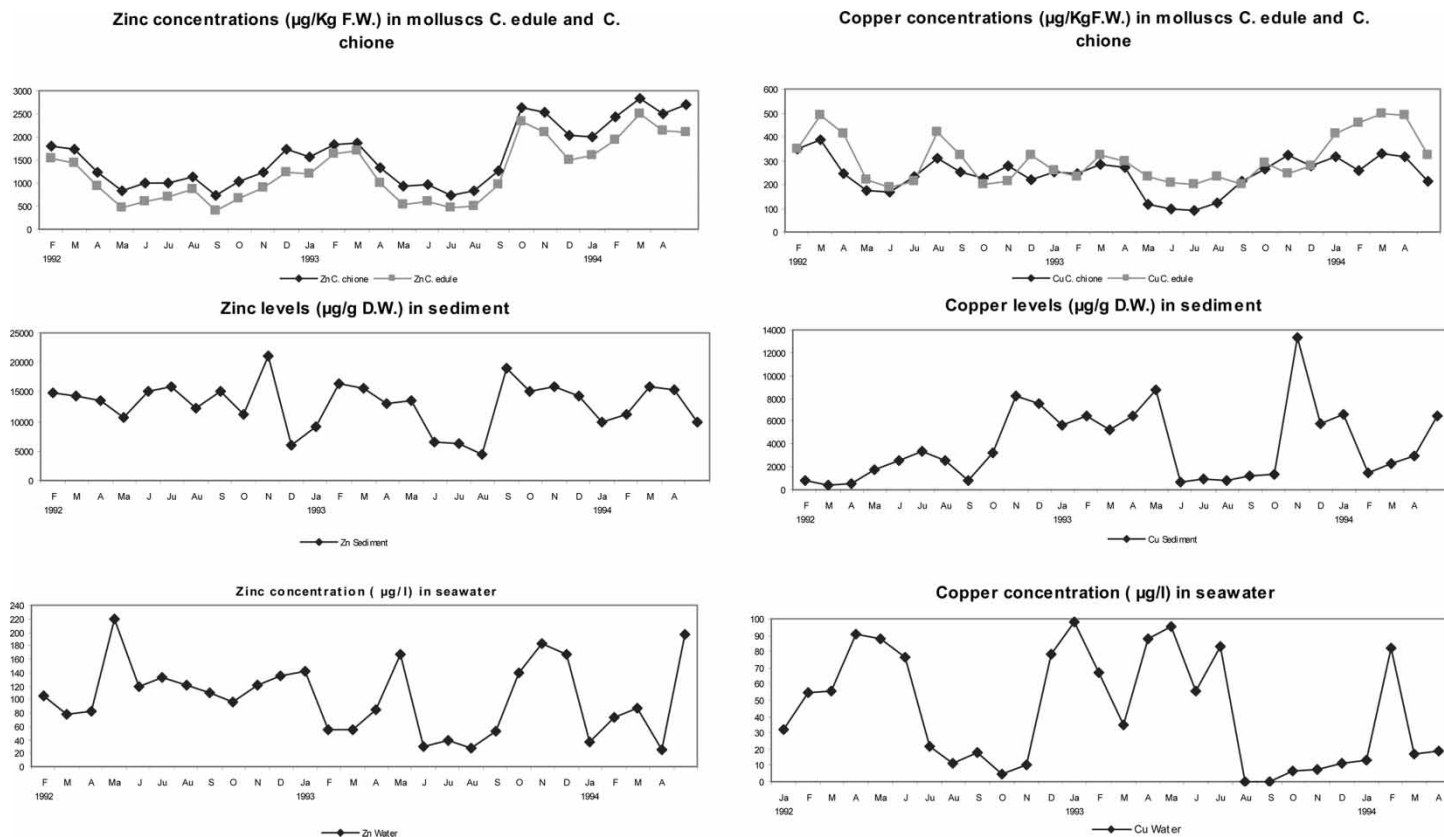 Zinc concentrations (µg/Kg F.W.) in molluscs C. edule and C.
chione
3000
2500
2000
1500
1000
500
0
F M A Ma J Ju Au S O N D Ja F M A Ma J Ju Au S O N D Ja F M A
1992 1993 1994
Zn C. chione Zn C. edule
Copper concentrations (µg/KgF.W.) in molluscs C. edule and C.
chione
600
500
400
300
200
100
0
F M A Ma J Ju Au S O N D Ja F M A Ma J Ju Au S O N D Ja F M A
1992 1993 1994
Cu C. chione Cu C. edule
Zinc levels (µg/g D.W.) in sediment
25000
20000
15000
10000
5000
0
F M A Ma J Ju Au S O N D Ja F M A Ma J Ju Au S O N D Ja F M A
1992 1993 1994
Zn Sediment
Copper levels (µg/g D.W.) in sediment
14000
12000
10000
8000
6000
4000
2000
0
F M A Ma J Ju Au S O N D Ja F M A Ma J Ju Au S O N D Ja F M A
1992 1993 1994
Cu Sediment
Zinc concentration ( µg/l) in seawater
240
220
200
180
160
140
120
100
80
60
40
20
0
F M A Ma J Ju Au S O N D Ja F M A Ma J Ju Au S O N D Ja F M A
1992 1993 1994
Zn Water
Copper concentration ( µg/l) in seawater
100
90
80
70
60
50
40
30
20
10
0
Ja F M A Ma J Ju Au S O N D Ja F M A Ma J Ju Au S O N D Ja F M A
1992 1993 1994
Cu Water